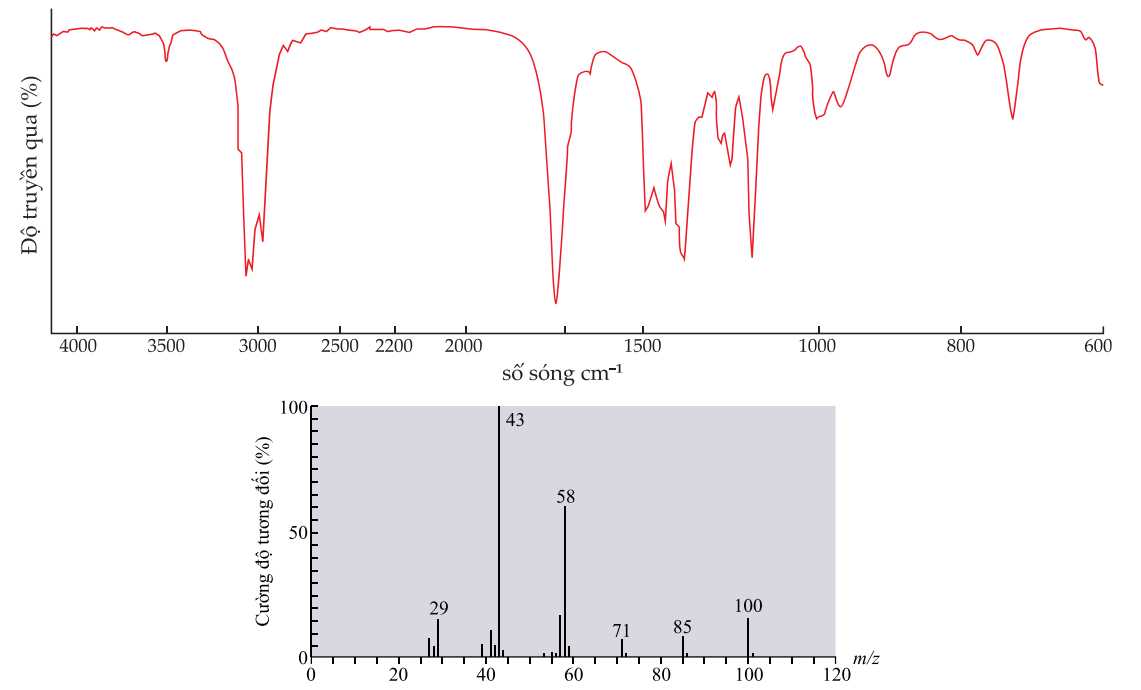 Độ truyền qua (%)
4000 3500 3000 2500 2200 2000 1500 1000 800 600
số sóng cm⁻¹
Cường độ tương đối (%)
100
50
0
43
58
29
71
85
100
0 20 40 60 80 100 120
m/z